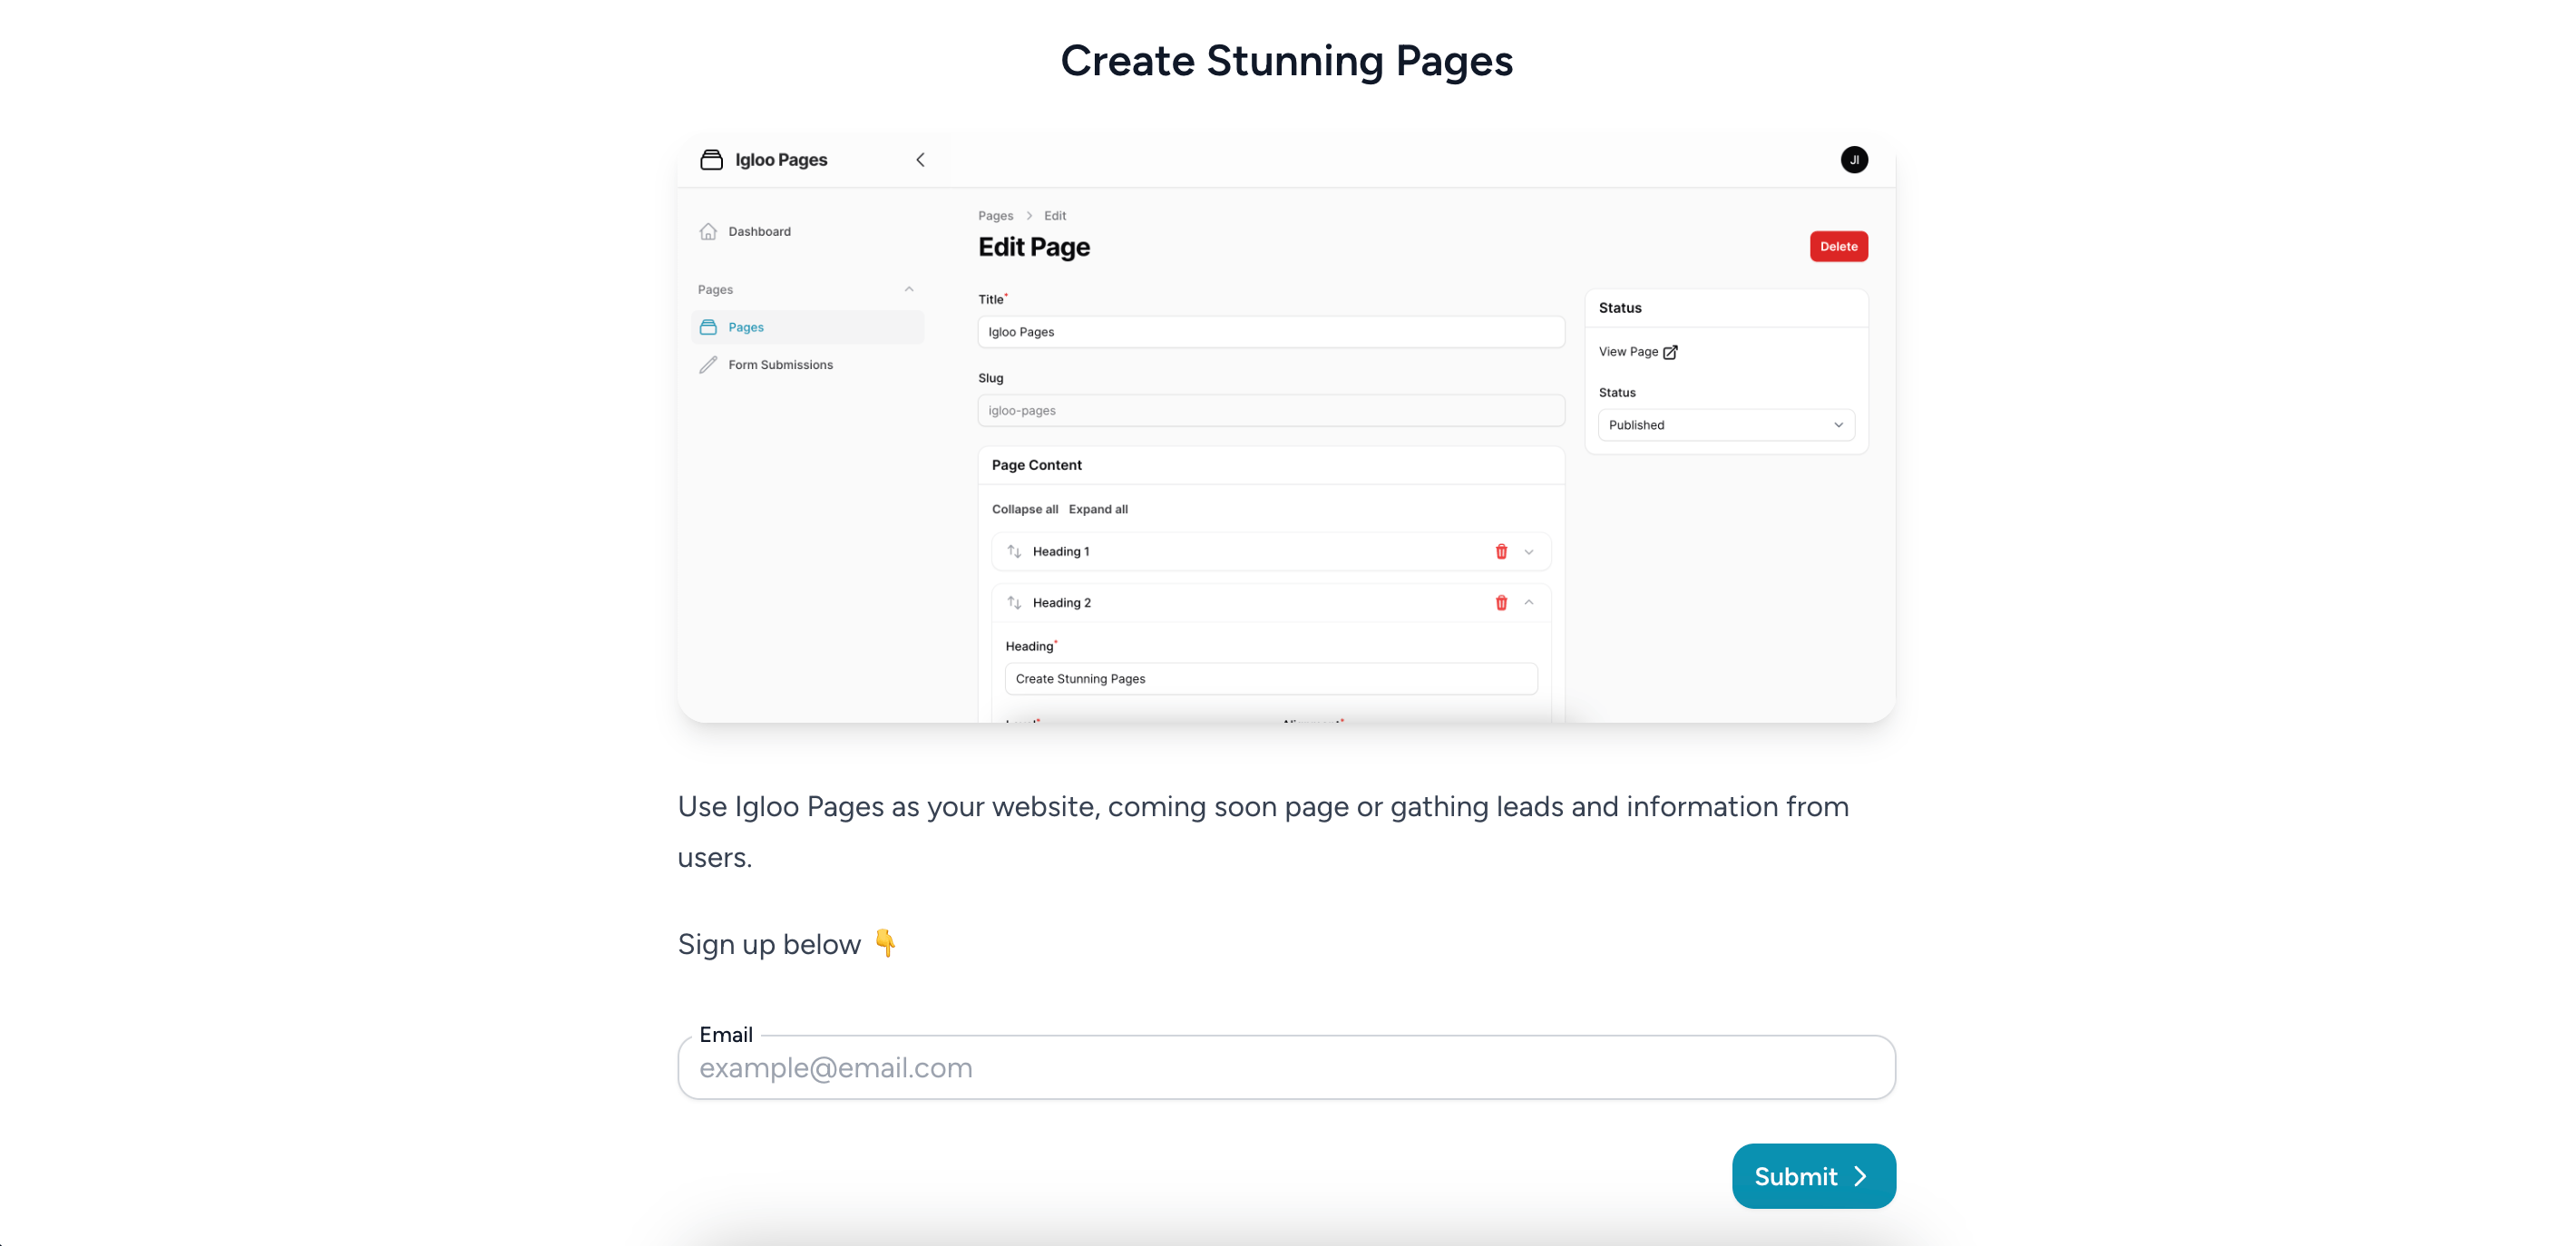 Create Stunning Pages
Igloo Pages
JI
Dashboard
Pages
Pages
Form Submissions
Pages > Edit
Edit Page
Delete
Title*
Igloo Pages
Slug
igloo-pages
Page Content
Collapse all Expand all
Heading 1
Heading 2
Heading*
Create Stunning Pages
Status
View Page
Status
Published
Use Igloo Pages as your website, coming soon page or gathing leads and information from
users.
Sign up below 👇
Email
example@email.com
Submit